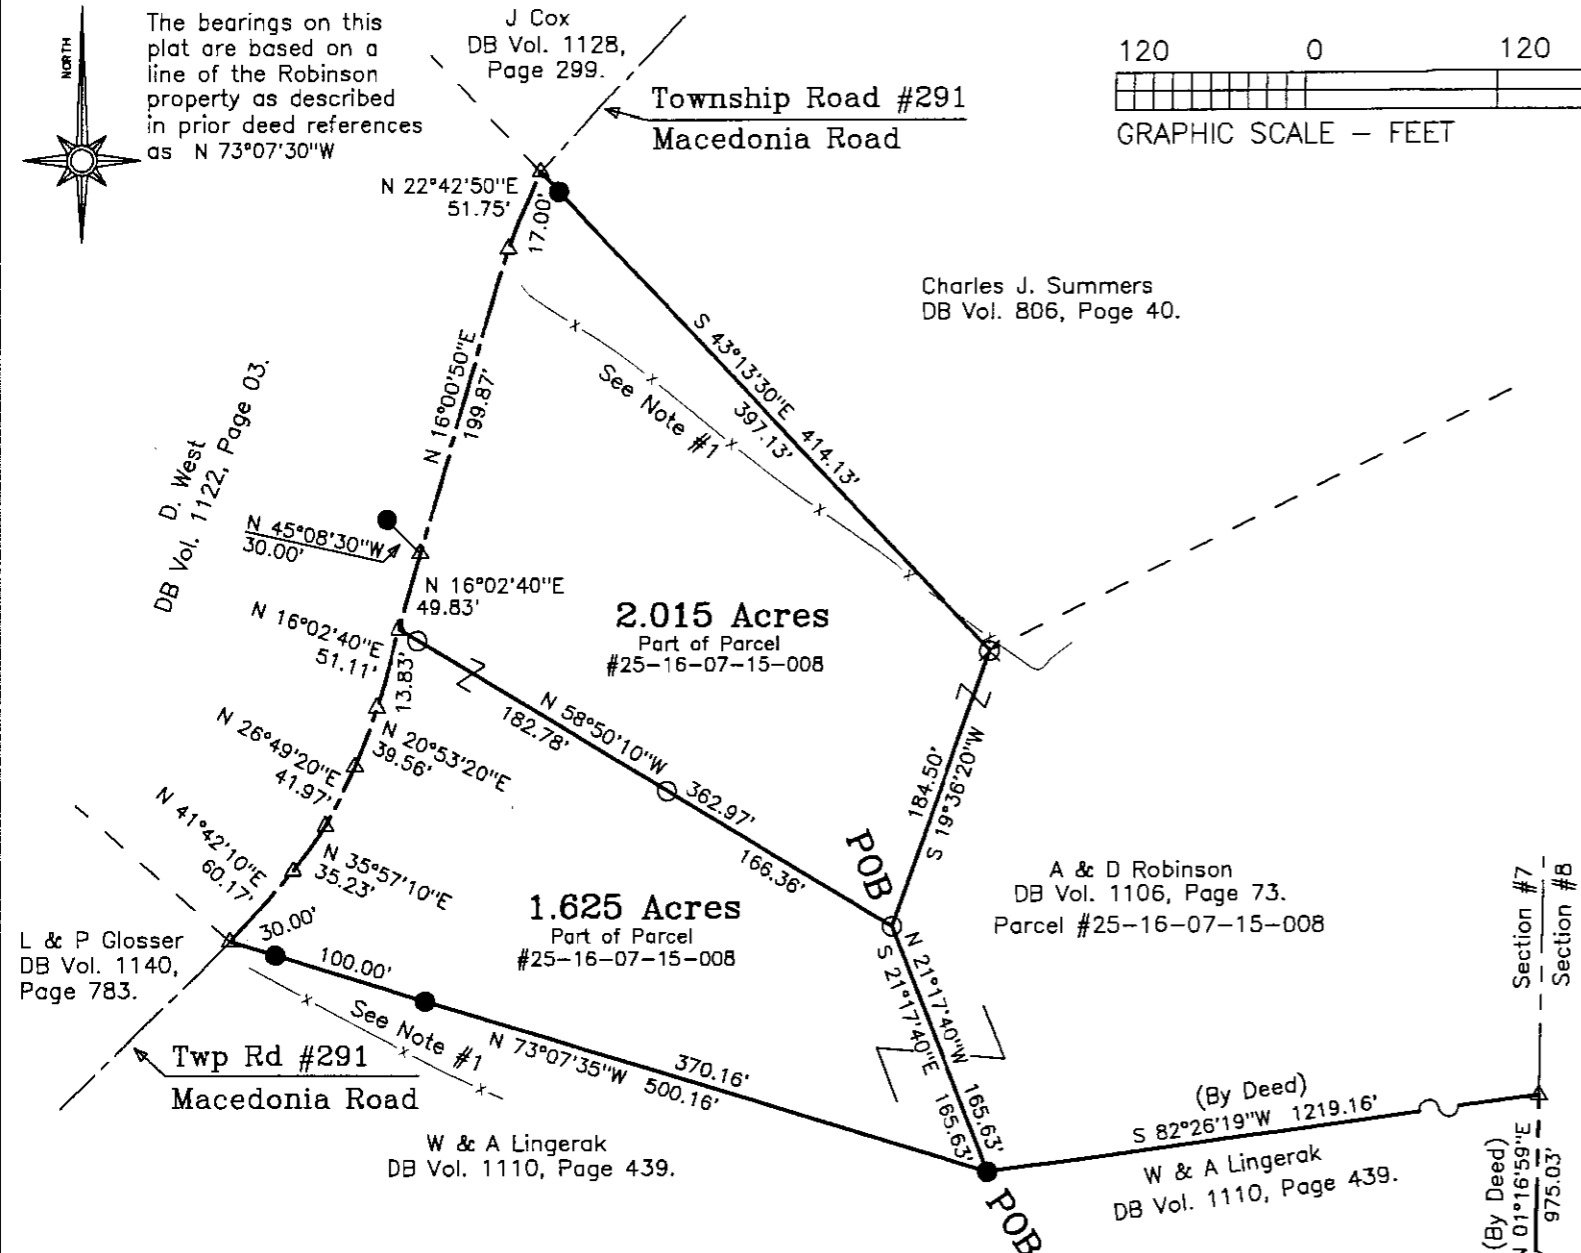 NORTH
The bearings on this
plat are based on a
line of the Robinson
property as described
in prior deed references
as N 73°07'30"W
J Cox
DB Vol. 1128,
Page 299.
Township Road #291
Macedonia Road
120 0 120
GRAPHIC SCALE – FEET
N 22°42'50"E
51.75'
17.00'
Charles J. Summers
DB Vol. 806, Poge 40.
S 43°13'30"E 414.13'
397.13'
See Note #1
N 16°00'50"E
199.87'
D. West
DB Vol. 1122, Page 03.
N 45°08'30"W
30.00'
N 16°02'40"E
49.83'
2.015 Acres
Part of Parcel
#25-16-07-15-008
N 16°02'40"E
51.11'
13.83'
N 58°50'10"W 362.97'
182.78'
166.36'
N 20°53'20"E
39.56'
N 26°49'20"E
41.97'
184.50'
S 19°36'20"W
N 41°42'10"E
60.17'
N 35°57'10"E
35.23'
POB
A & D Robinson
DB Vol. 1106, Page 73.
Parcel #25-16-07-15-008
Section #7
Section #8
1.625 Acres
Part of Parcel
#25-16-07-15-008
30.00'
100.00'
L & P Glosser
DB Vol. 1140,
Page 783.
See Note #1
N 73°07'35"W 500.16'
370.16'
N 21°17'40"W 165.63'
S 21°17'40"E 165.63'
Twp Rd #291
Macedonia Road
W & A Lingerak
DB Vol. 1110, Page 439.
(By Deed)
S 82°26'19"W 1219.16'
W & A Lingerak
DB Vol. 1110, Page 439.
POB
(By Deed)
N 01°16'59"E
975.03'